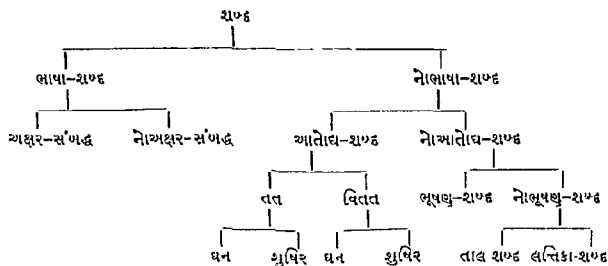 શબ્દ
ભાષા-શબ્દ નોભાષા-શબ્દ
અક્ષર-સંબદ્ધ નોઅક્ષર-સંબદ્ધ આતોદ્ય-શબ્દ નોઆતોદ્ય-શબ્દ
તત વિતત ભૂષણ-શબ્દ નોભૂષણ-શબ્દ
ઘન શુષિર ઘન શુષિર તાલ શબ્દ લત્તિકા-શબ્દ